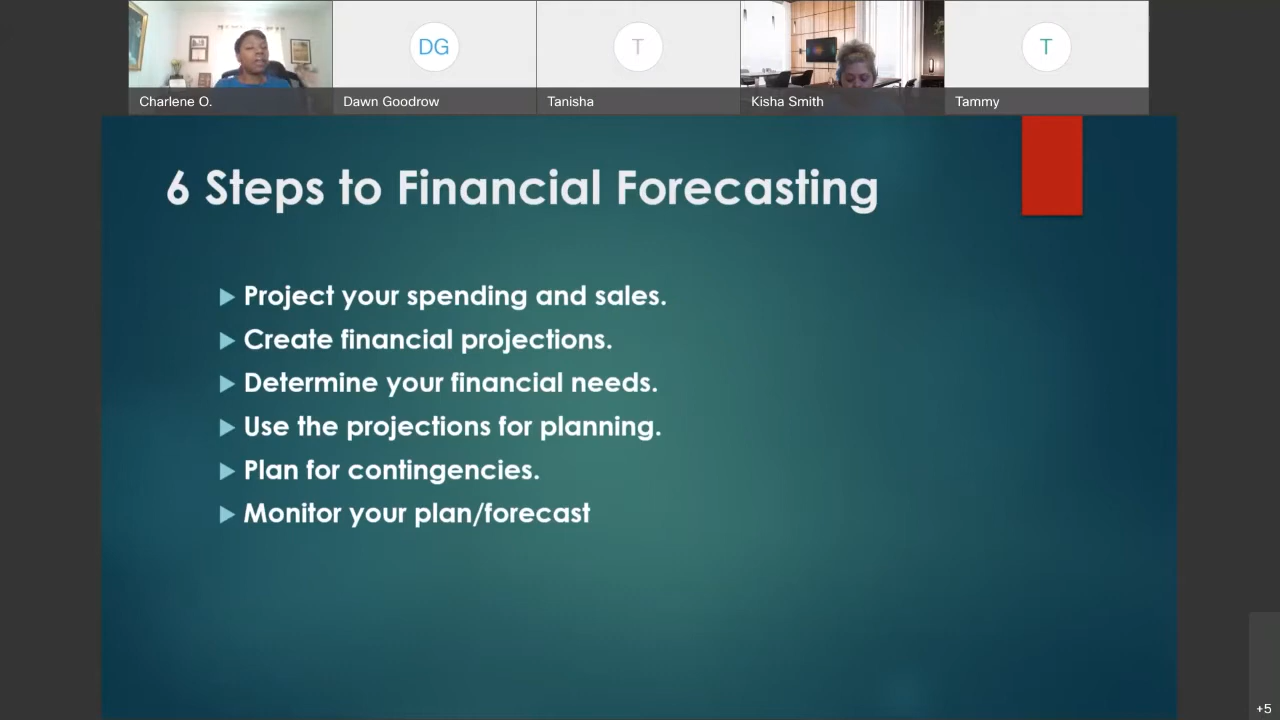 DG
T
T
Charlene O.
Dawn Goodrow
Tanisha
Kisha Smith
Tammy
6 Steps to Financial Forecasting
Project your spending and sales.
Create financial projections.
Determine your financial needs.
Use the projections for planning.
Plan for contingencies.
Monitor your plan/forecast
+5